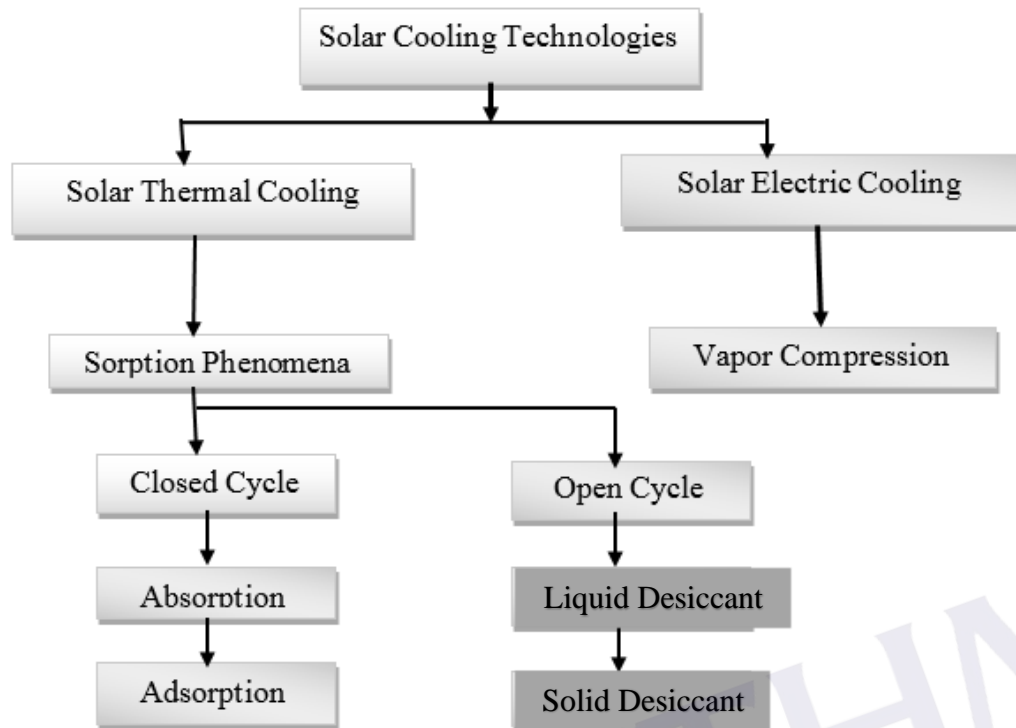 Solar Cooling Technologies
Solar Thermal Cooling
Solar Electric Cooling
Sorption Phenomena
Vapor Compression
Closed Cycle
Open Cycle
Absorption
Liquid Desiccant
Adsorption
Solid Desiccant